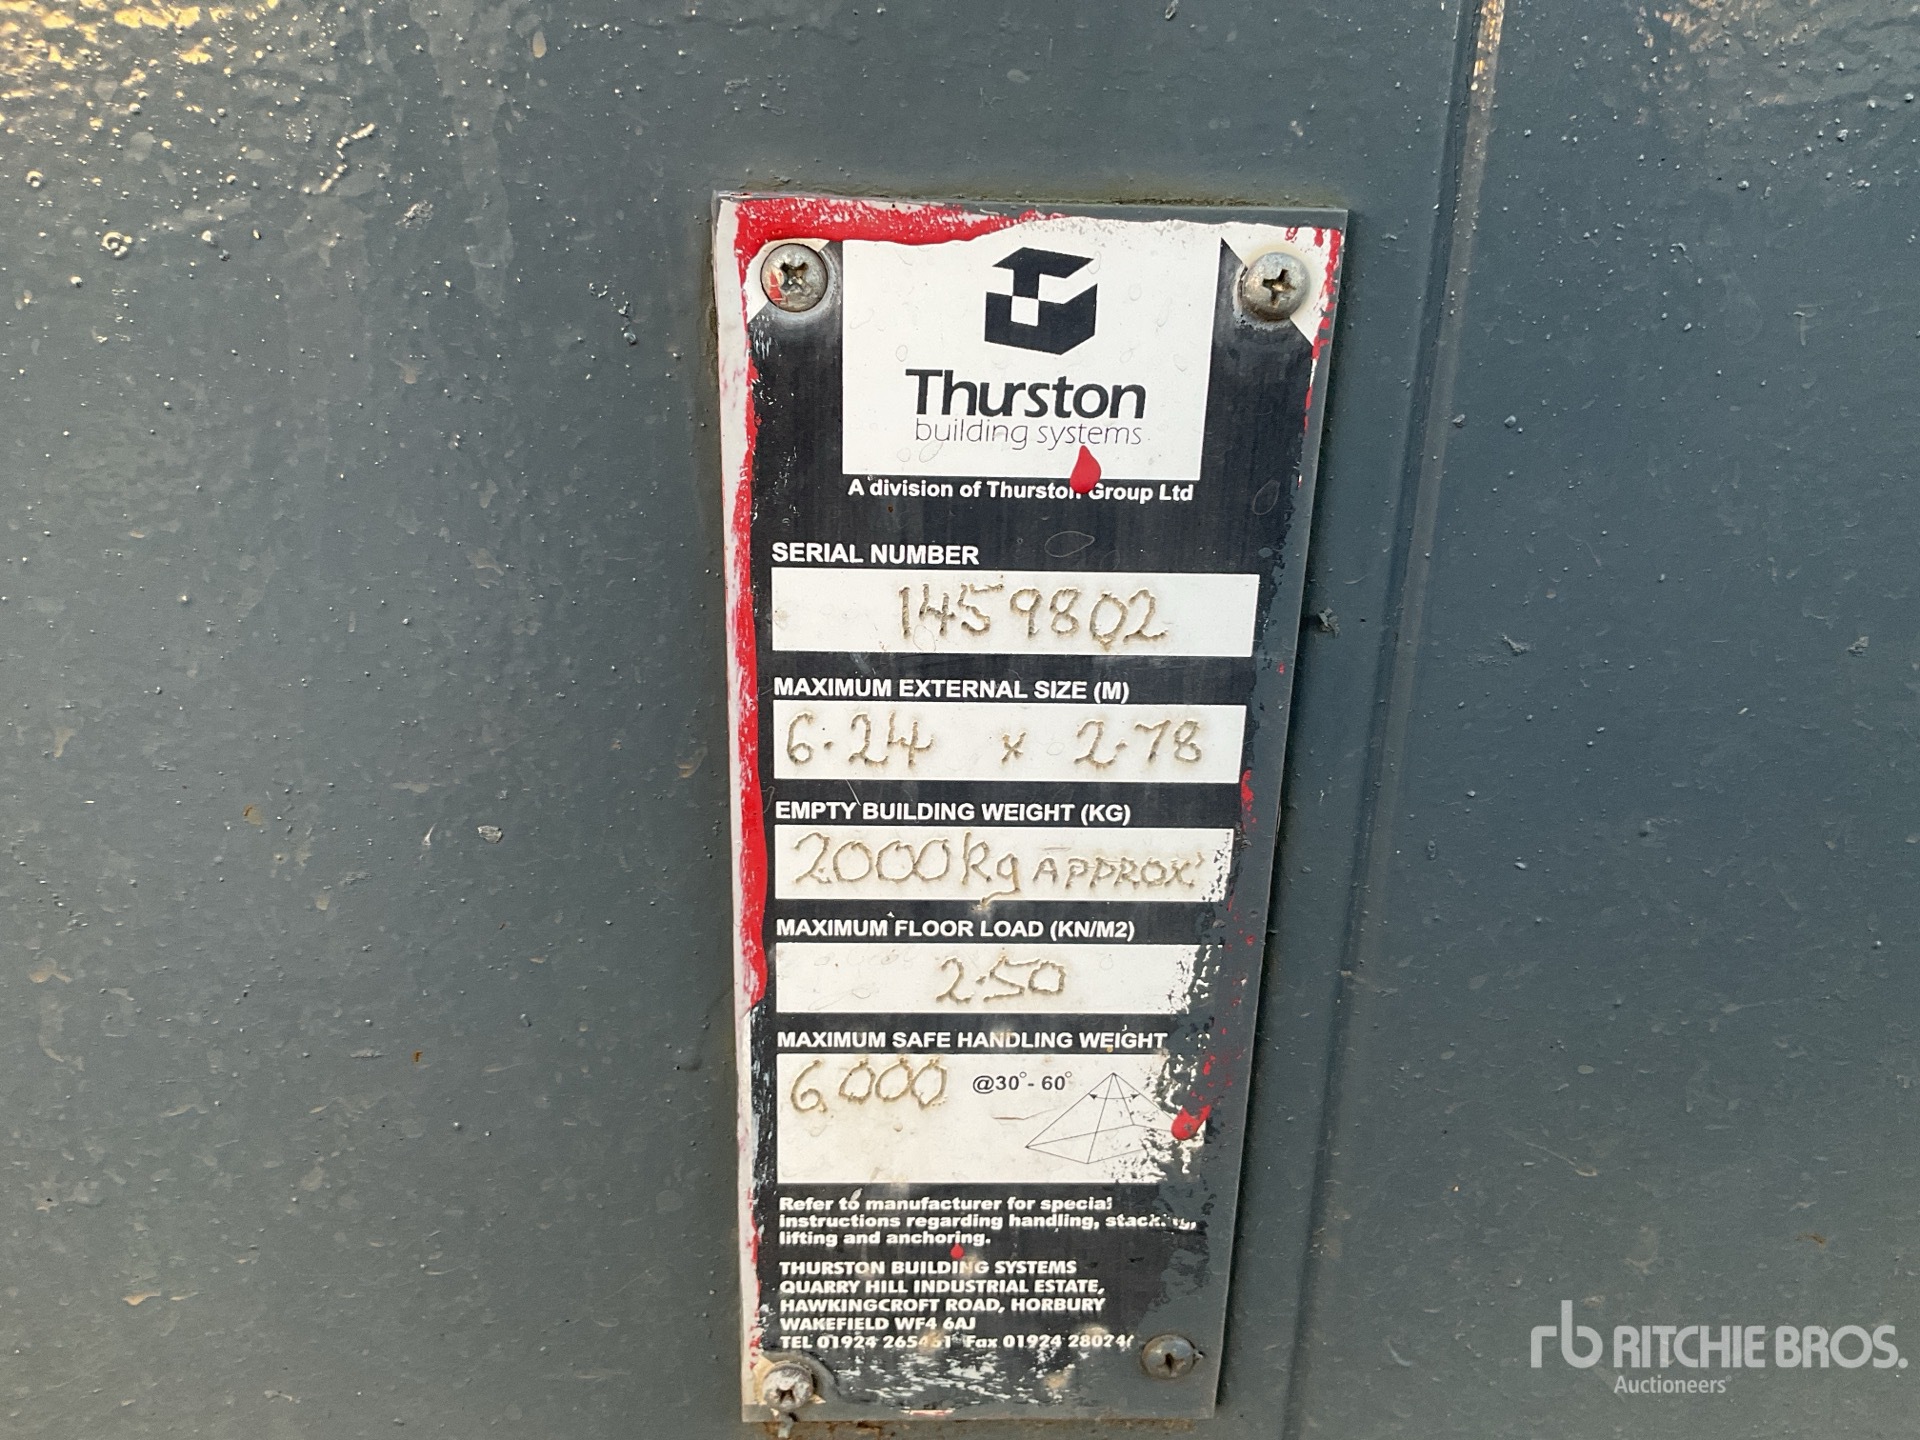 Thurston
building systems
A division of Thurston Group Ltd
SERIAL NUMBER
1459802
MAXIMUM EXTERNAL SIZE (M)
6.24 x 2.78
EMPTY BUILDING WEIGHT (KG)
2000kg APPROX'
MAXIMUM FLOOR LOAD (KN/M2)
2.50
MAXIMUM SAFE HANDLING WEIGHT
6,000 @30°- 60°
Refer to manufacturer for special
instructions regarding handling,
lifting and anchoring.
THURSTON BUILDING SYSTEMS
QUARRY HILL INDUSTRIAL ESTATE,
HAWKINGCROFT ROAD, HORBURY
WAKEFIELD WF4 6AJ
TEL 01924 Fax 01924
rb RITCHIE BROS.
Auctioneers